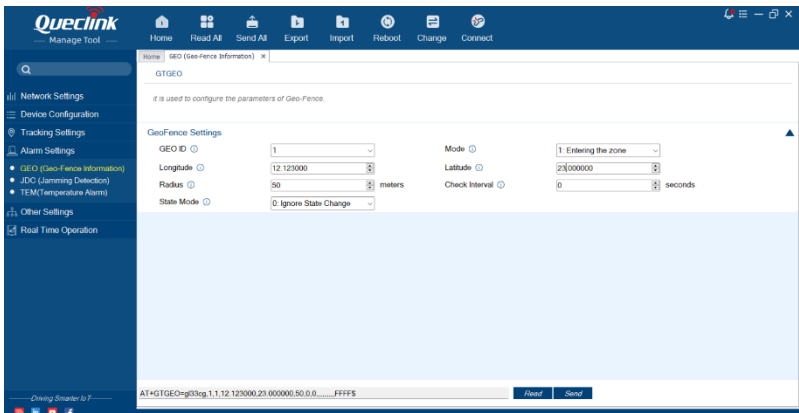 Queclink
Manage Tool
Home Read All Send All Export Import Reboot Change Connect
Home GEO (Geo-Fence Information) ×
GTGEO
it is used to configure the parameters of Geo-Fence.
Network Settings
Device Configuration
Tracking Settings
Alarm Settings
GEO (Geo-Fence Information)
JDC (Jamming Detection)
TEM(Temperature Alarm)
Other Settings
Real Time Operation
GeoFence Settings
GEO ID 1 Mode 1: Entering the zone
Longitude 12.123000 Latitude 23.000000
Radius 50 meters Check Interval 0 seconds
State Mode 0: Ignore State Change
Driving Smarter IoT
AT+GTGEO=gl33cg,1,1,12.123000,23.000000,50,0,0,,,,,,,,,FFFF$ Read Send